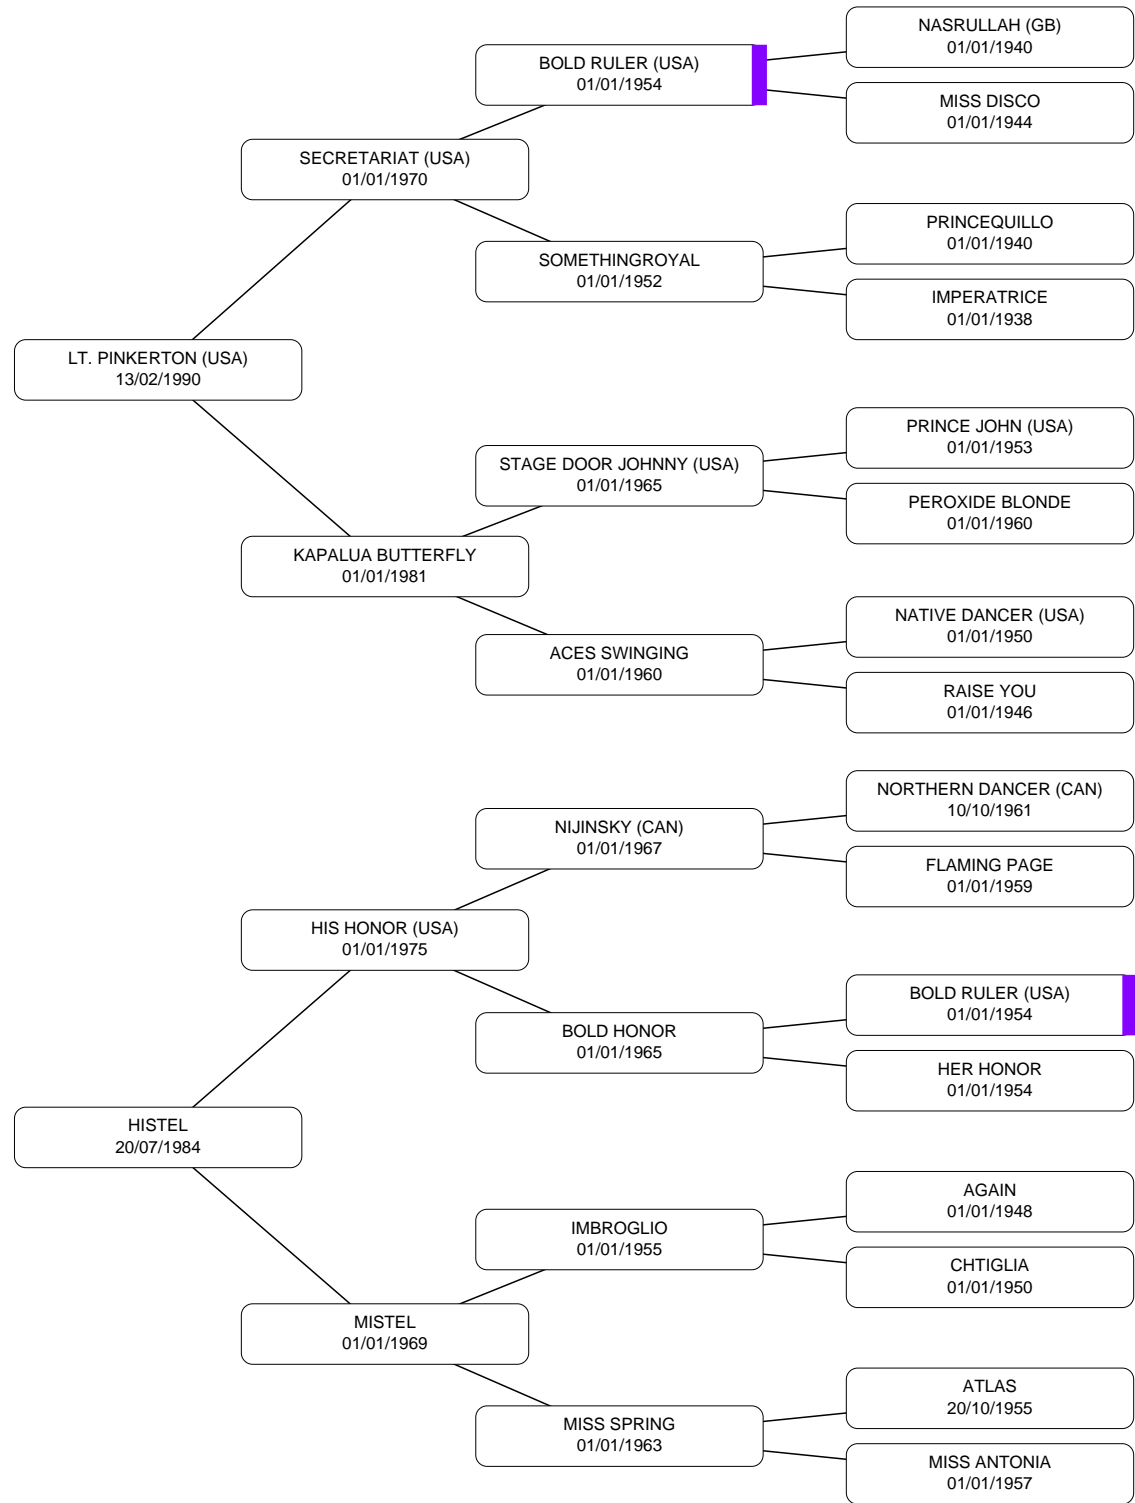 NASRULLAH (GB)
01/01/1940
BOLD RULER (USA)
01/01/1954
MISS DISCO
01/01/1944
SECRETARIAT (USA)
01/01/1970
PRINCEQUILLO
01/01/1940
SOMETHINGROYAL
01/01/1952
IMPERATRICE
01/01/1938
LT. PINKERTON (USA)
13/02/1990
PRINCE JOHN (USA)
01/01/1953
STAGE DOOR JOHNNY (USA)
01/01/1965
PEROXIDE BLONDE
01/01/1960
KAPALUA BUTTERFLY
01/01/1981
NATIVE DANCER (USA)
01/01/1950
ACES SWINGING
01/01/1960
RAISE YOU
01/01/1946
NORTHERN DANCER (CAN)
10/10/1961
NIJINSKY (CAN)
01/01/1967
FLAMING PAGE
01/01/1959
HIS HONOR (USA)
01/01/1975
BOLD RULER (USA)
01/01/1954
BOLD HONOR
01/01/1965
HER HONOR
01/01/1954
HISTEL
20/07/1984
AGAIN
01/01/1948
IMBROGLIO
01/01/1955
CHTIGLIA
01/01/1950
MISTEL
01/01/1969
ATLAS
20/10/1955
MISS SPRING
01/01/1963
MISS ANTONIA
01/01/1957